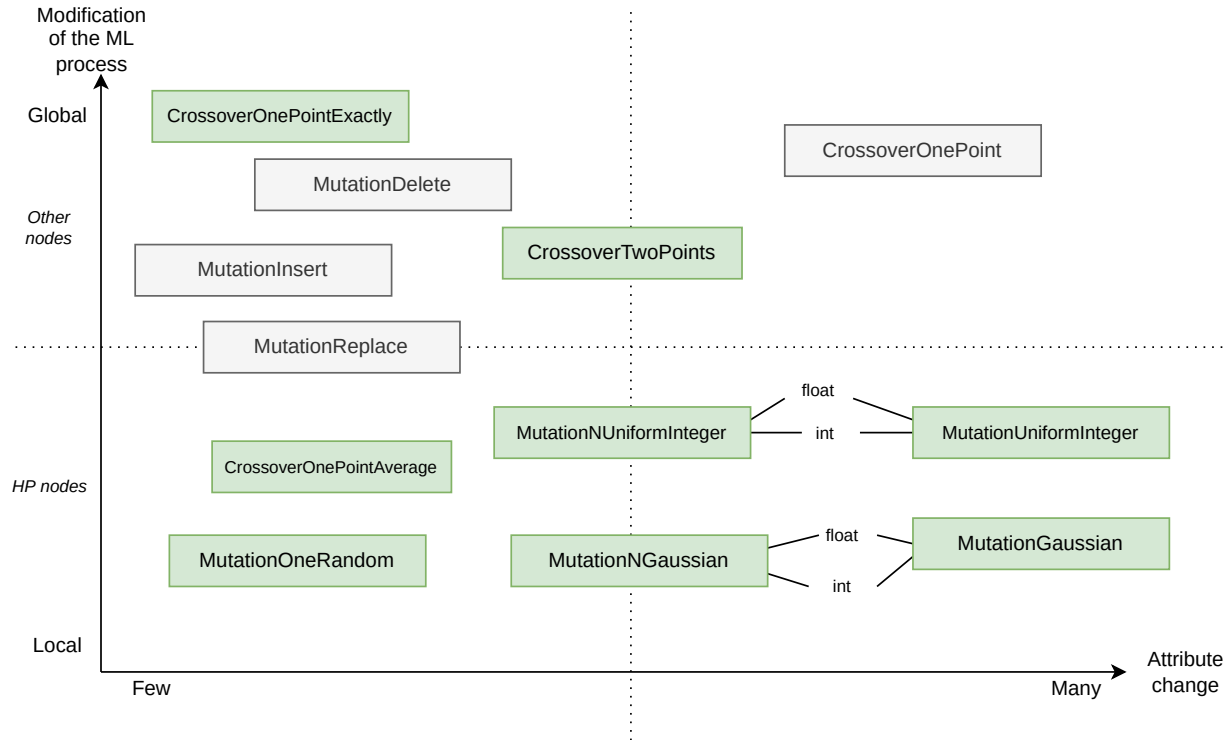 Modification
of the ML
process
Global
CrossoverOnePointExactly
CrossoverOnePoint
MutationDelete
Other
nodes
CrossoverTwoPoints
MutationInsert
MutationReplace
float
MutationNUniformInteger
int
MutationUniformInteger
CrossoverOnePointAverage
HP nodes
float
MutationGaussian
MutationOneRandom
MutationNGaussian
int
Local
Few
Many
Attribute
change